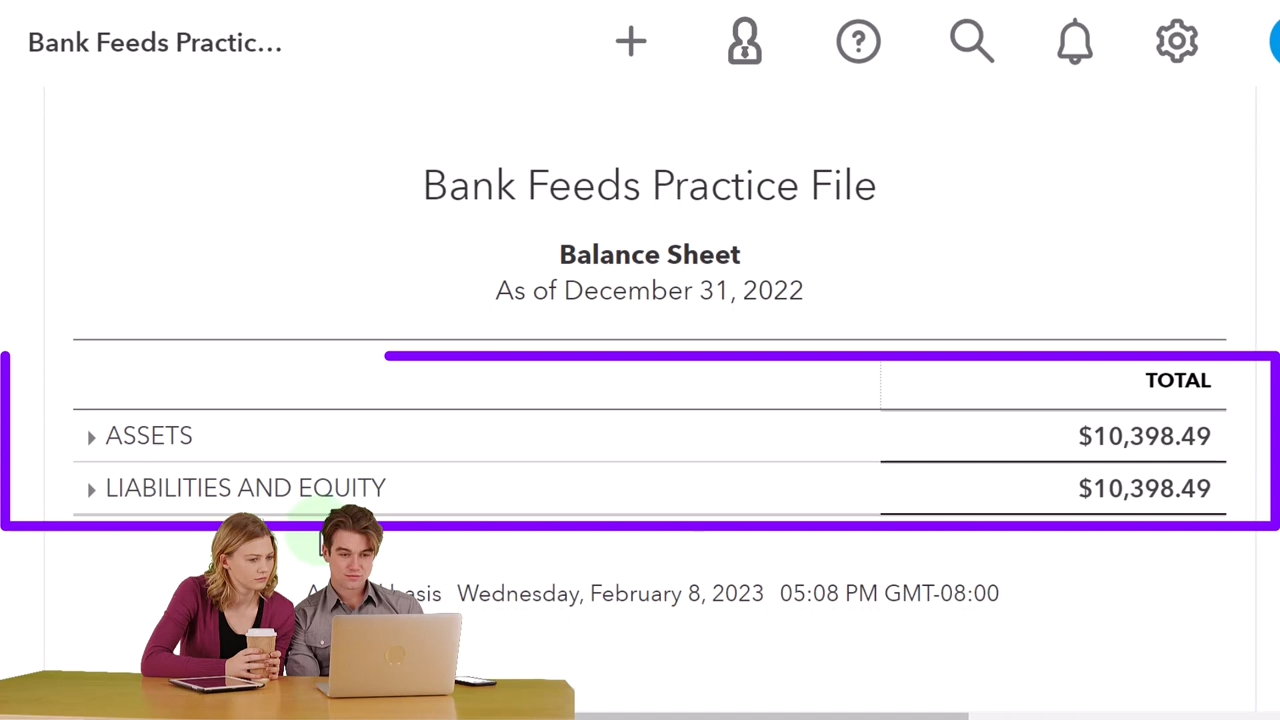 Bank Feeds Practic...
Bank Feeds Practice File
Balance Sheet
As of December 31, 2022
TOTAL
ASSETS $10,398.49
LIABILITIES AND EQUITY $10,398.49
Wednesday, February 8, 2023 05:08 PM GMT-08:00